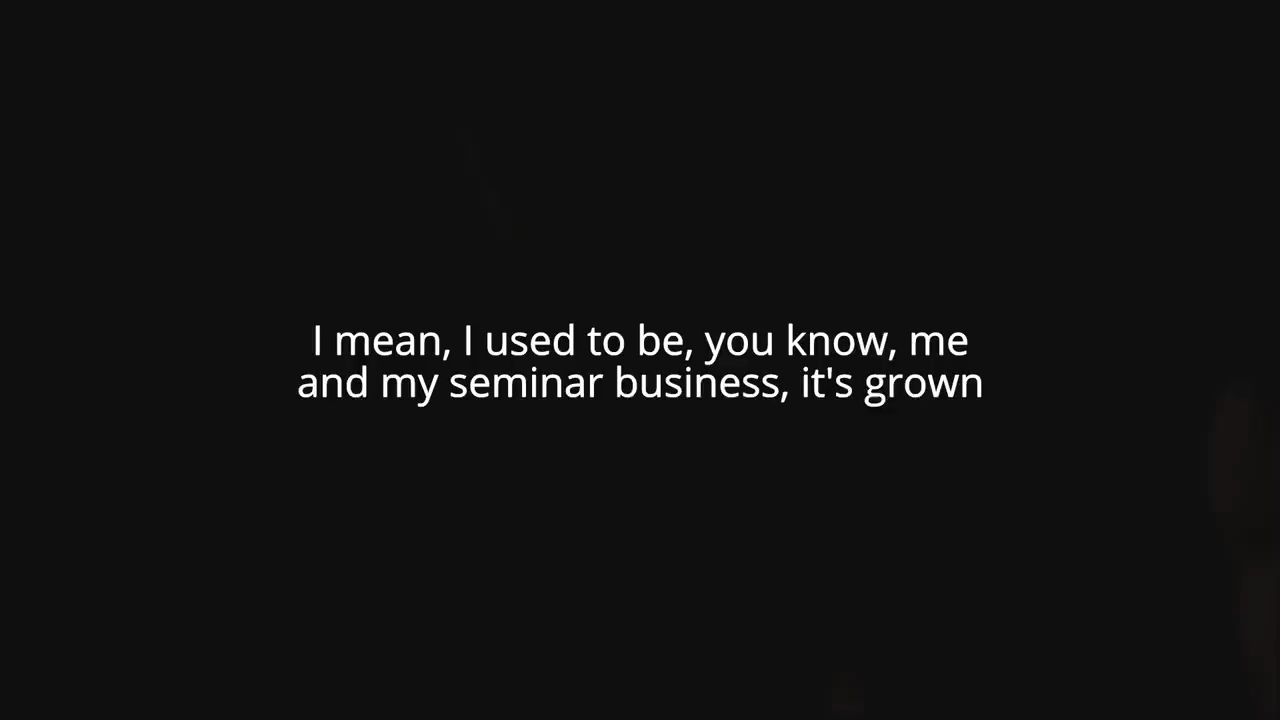 I mean, I used to be, you know, me
and my seminar business, it's grown